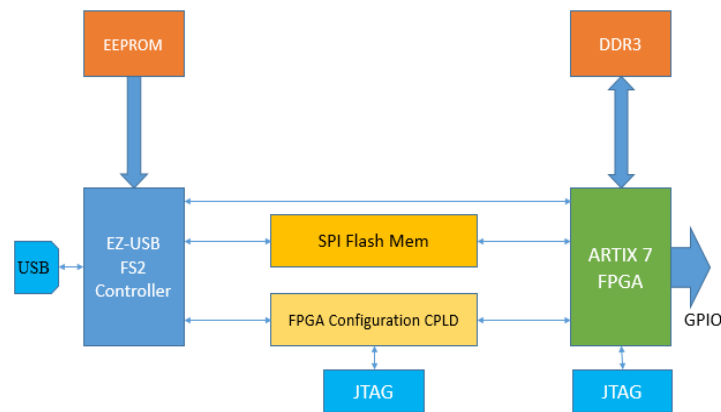 EEPROM
DDR3
USB
EZ-USB
FS2
Controller
SPI Flash Mem
FPGA Configuration CPLD
ARTIX 7
FPGA
GPIO
JTAG
JTAG